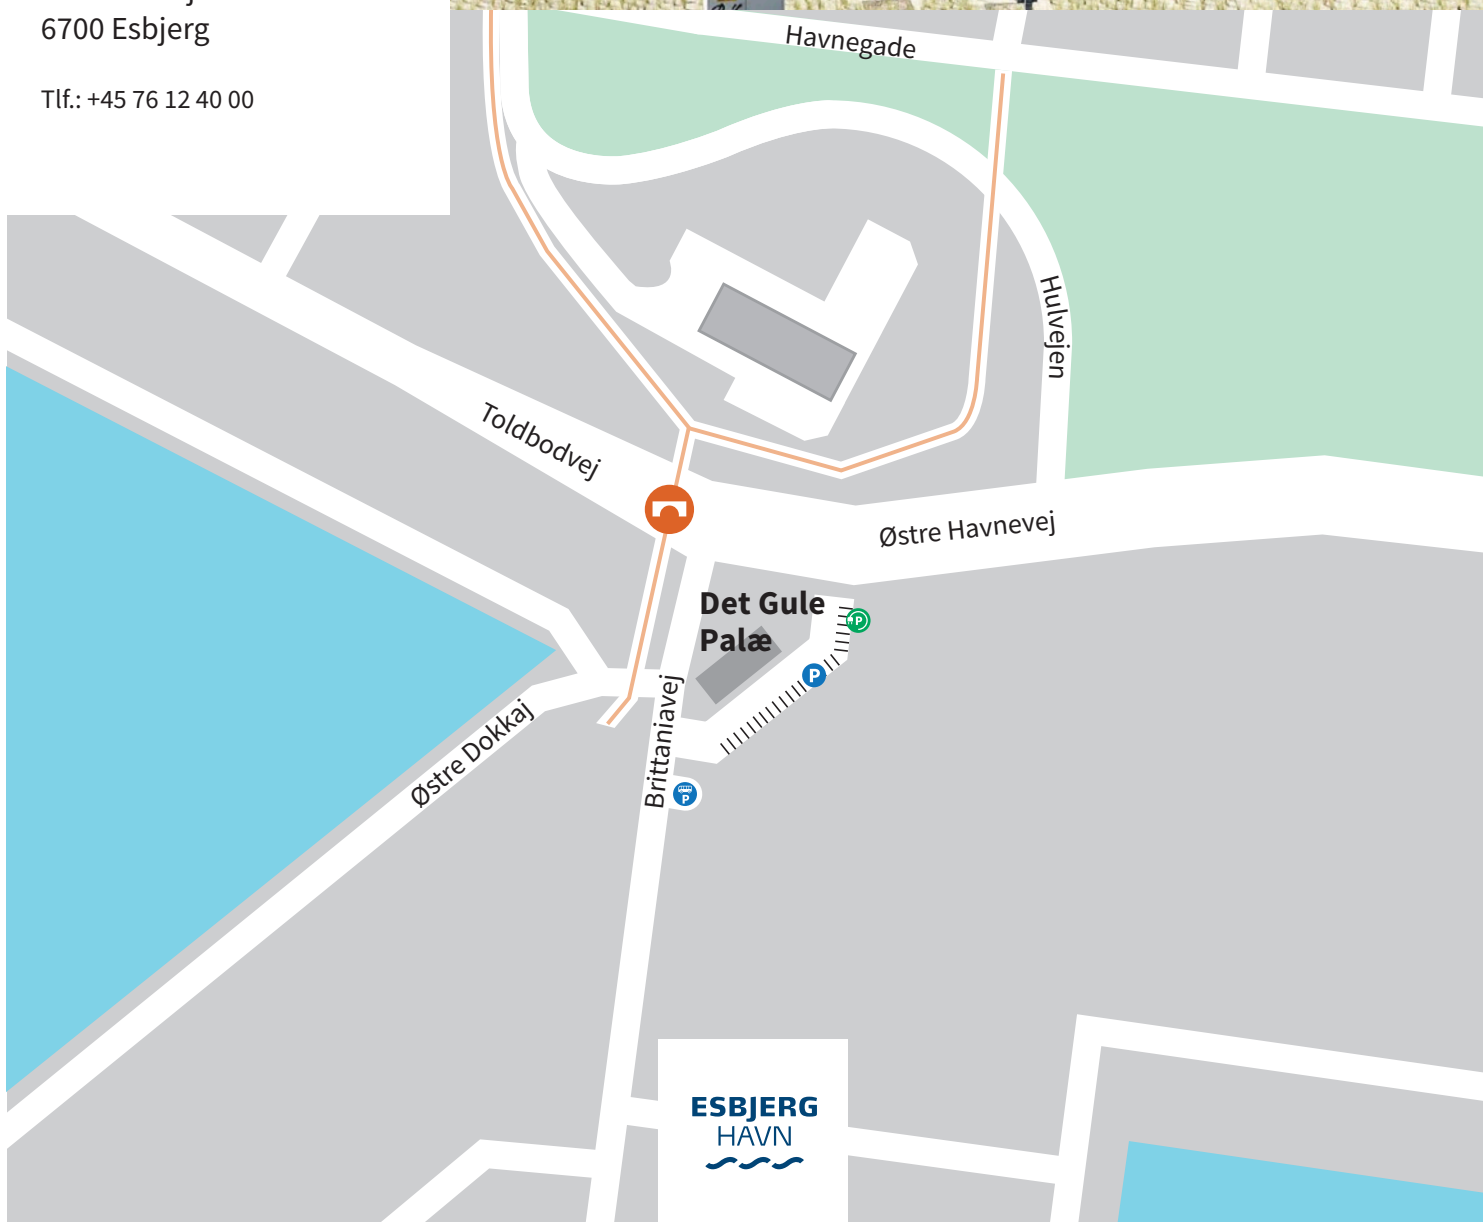 6700 Esbjerg
Tlf.: +45 76 12 40 00
Havnegade
Hulvejen
Toldbodvej
Østre Havnevej
Det Gule
Palæ
P
P
Brittaniavej
Østre Dokkaj
P
ESBJERG
HAVN